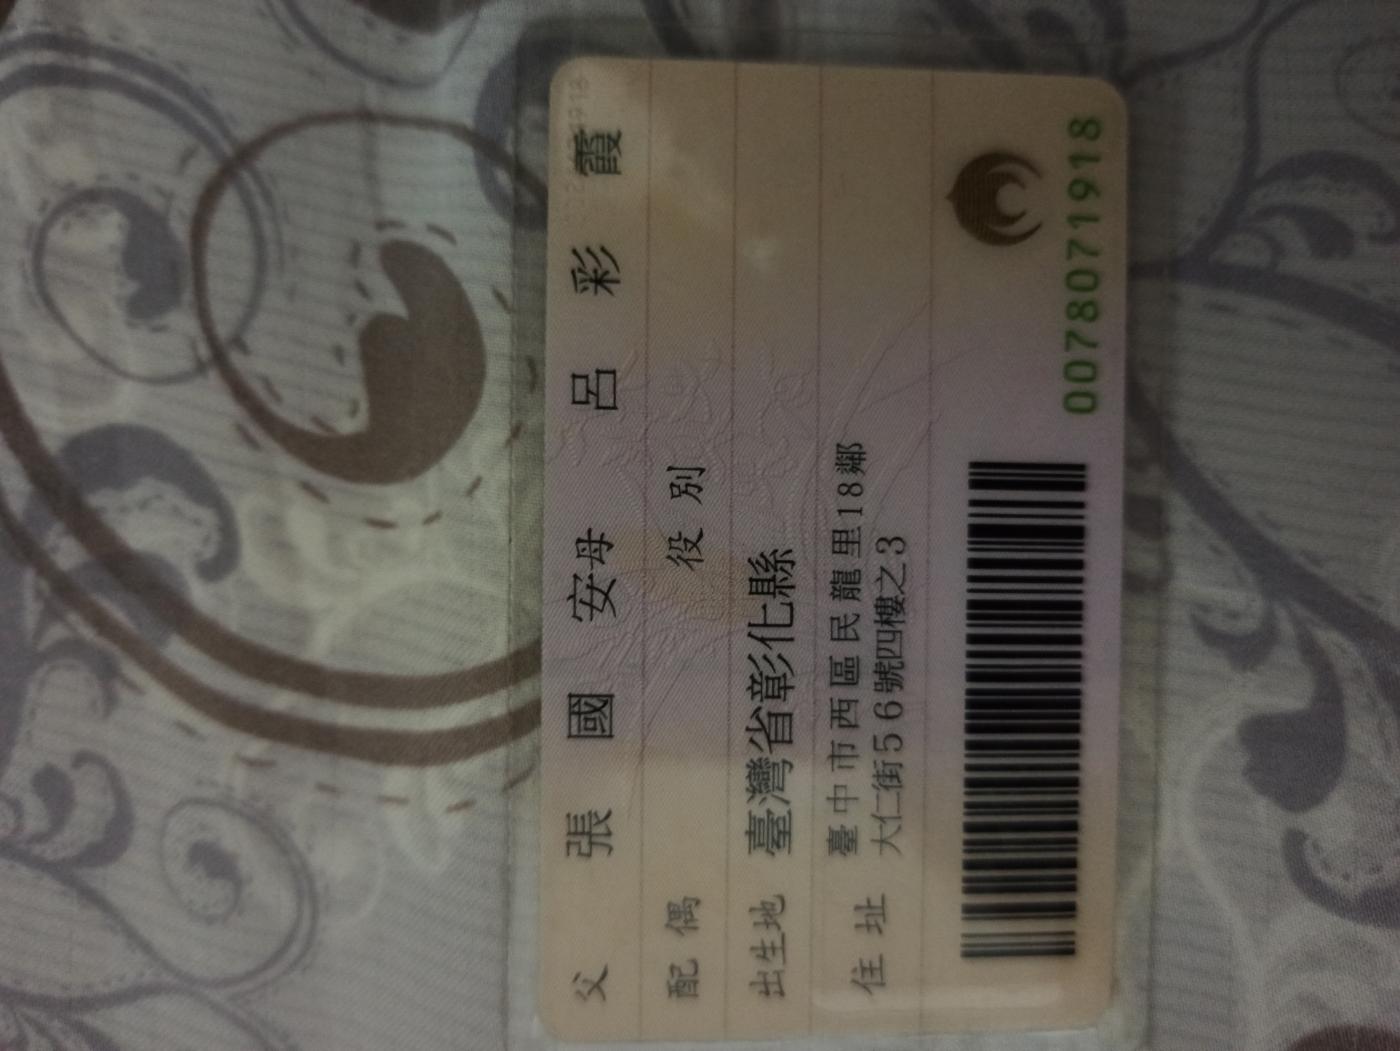 父 張國安 母 呂彩霞
配偶 役別
出生地 臺灣省彰化縣
住址 臺中市西區民龍里18鄰
大仁街56號四樓之3
0078071918